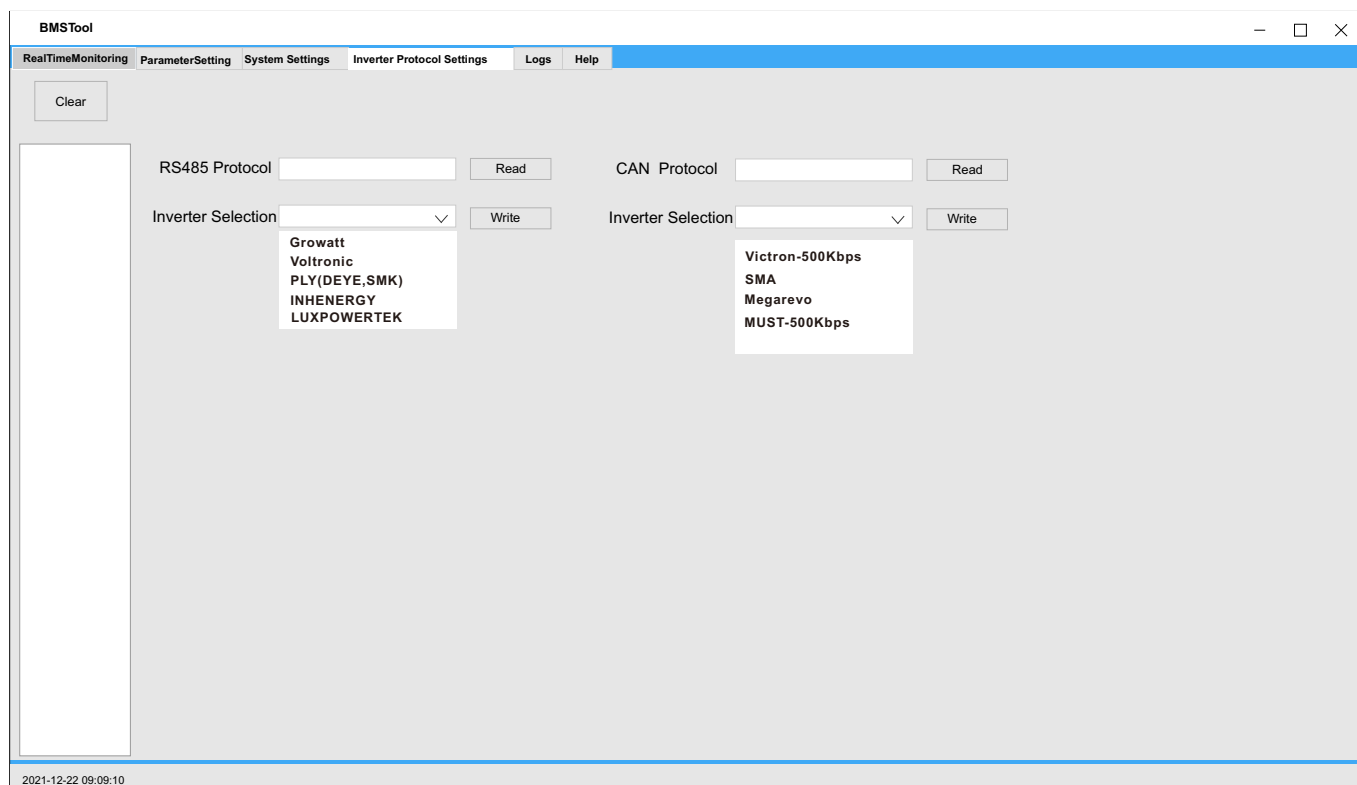 BMSTool
RealTimeMonitoring ParameterSetting System Settings Inverter Protocol Settings Logs Help
Clear
RS485 Protocol Read CAN Protocol Read
Inverter Selection Write Inverter Selection Write
Growatt
Voltronic
PLY(DEYE,SMK)
INHENERGY
LUXPOWERTEK
Victron-500Kbps
SMA
Megarevo
MUST-500Kbps
2021-12-22 09:09:10